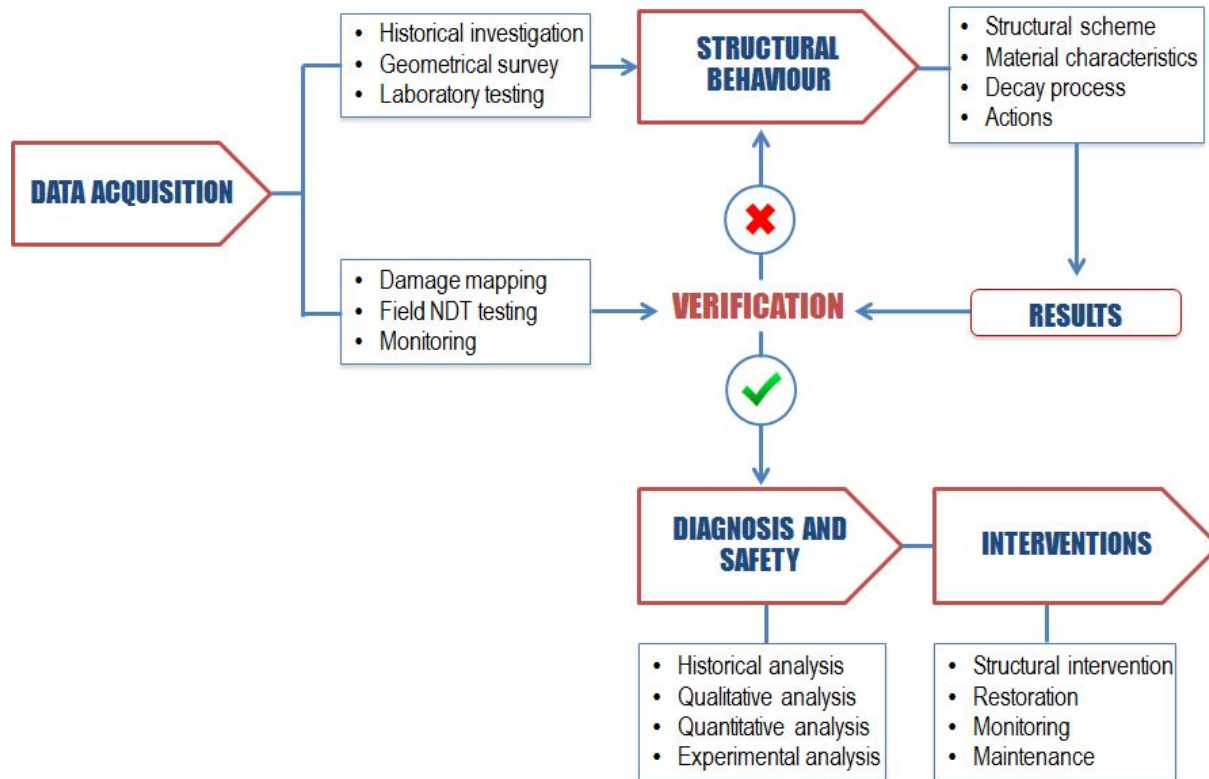 • Historical investigation
• Geometrical survey
• Laboratory testing
STRUCTURAL
BEHAVIOUR
• Structural scheme
• Material characteristics
• Decay process
• Actions
DATA ACQUISITION
• Damage mapping
• Field NDT testing
• Monitoring
VERIFICATION
RESULTS
DIAGNOSIS AND
SAFETY
INTERVENTIONS
• Historical analysis
• Qualitative analysis
• Quantitative analysis
• Experimental analysis
• Structural intervention
• Restoration
• Monitoring
• Maintenance